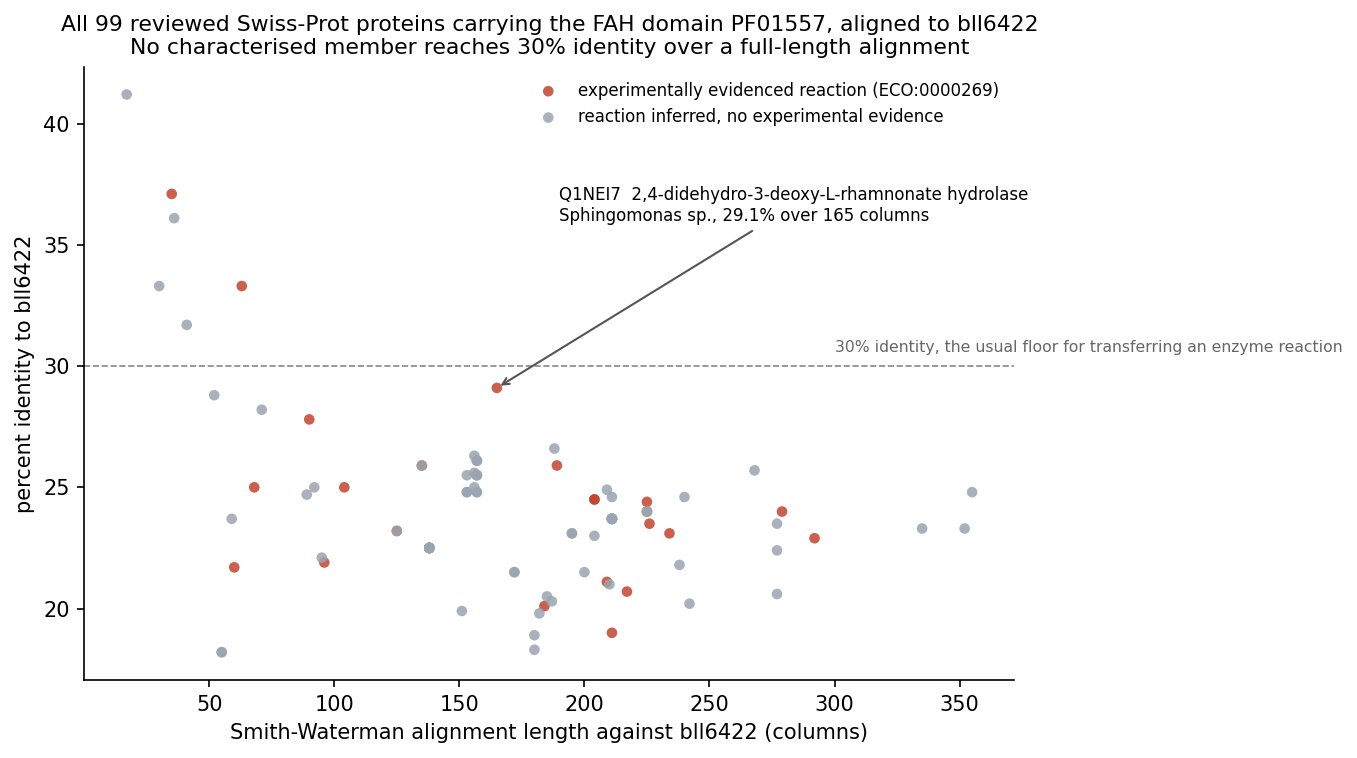 All 99 reviewed Swiss-Prot proteins carrying the FAH domain PF01557, aligned to bll6422
No characterised member reaches 30% identity over a full-length alignment
experimentally evidenced reaction (ECO:0000269)
reaction inferred, no experimental evidence
Q1NEI7  2,4-didehydro-3-deoxy-L-rhamnonate hydrolase
Sphingomonas sp., 29.1% over 165 columns
30% identity, the usual floor for transferring an enzyme reaction
percent identity to bll6422
40
35
30
25
20
50 100 150 200 250 300 350
Smith-Waterman alignment length against bll6422 (columns)